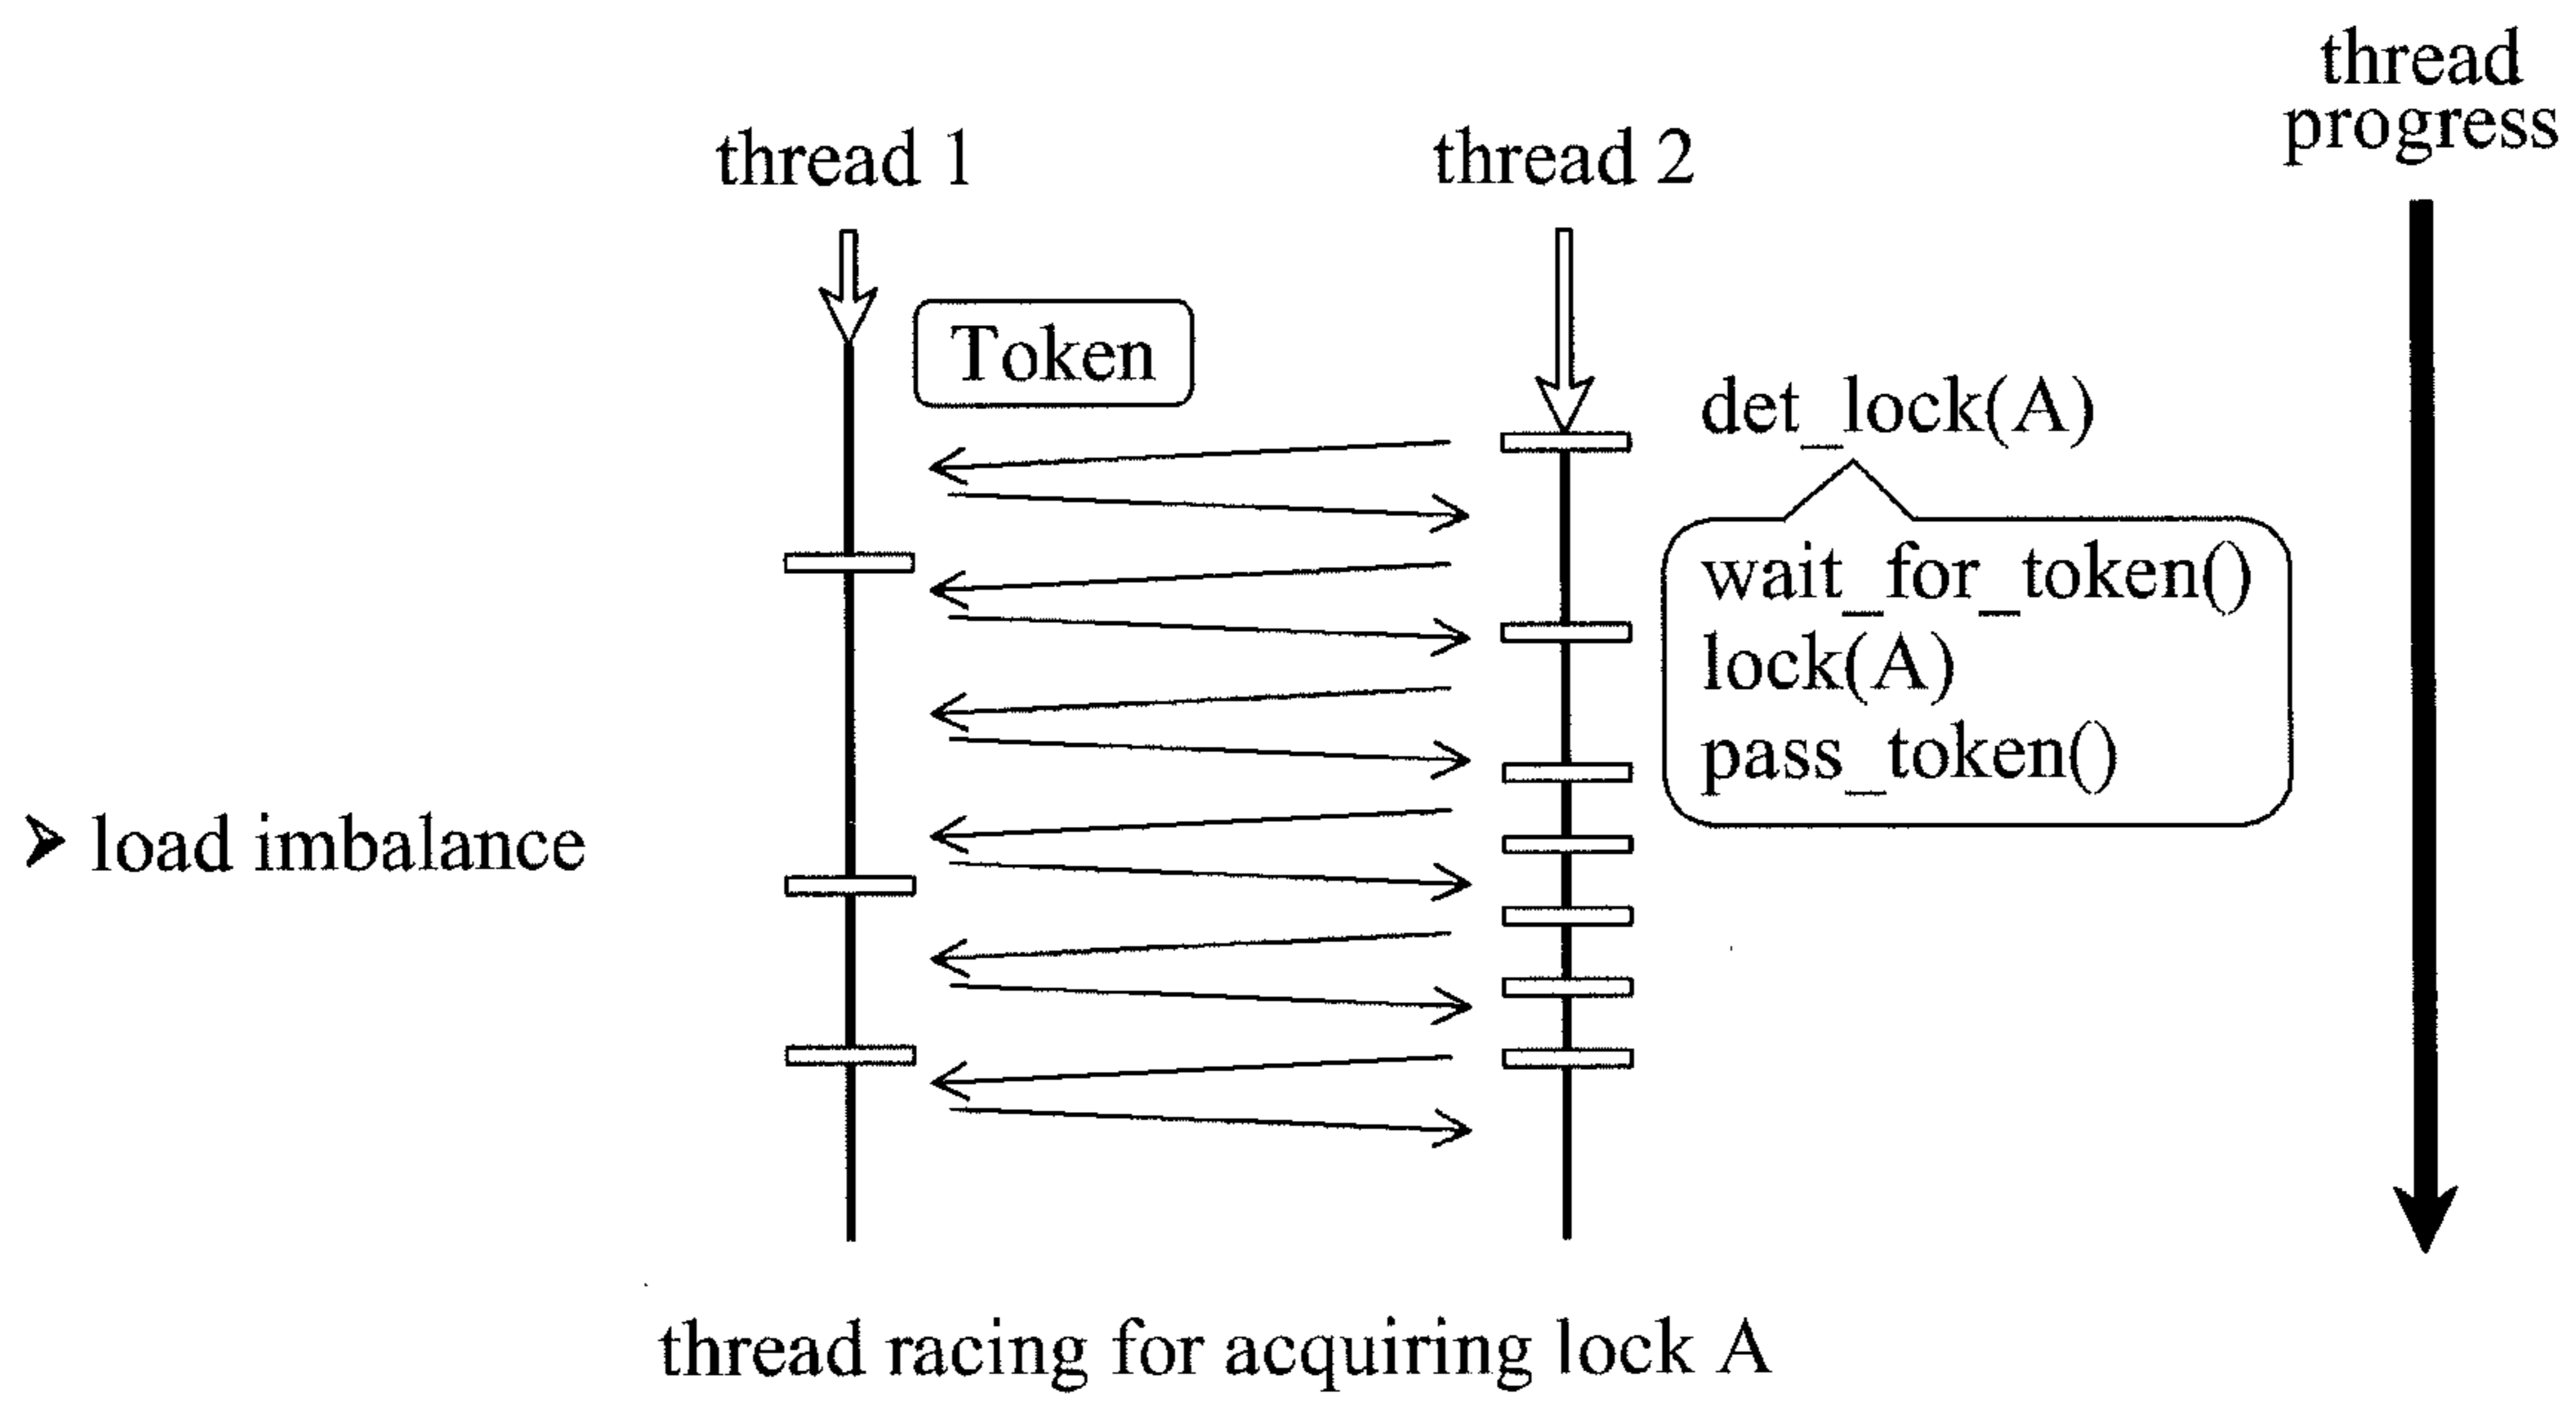 thread
progress
thread 1
thread 2
Token
det_lock(A)
wait_for_token()
lock(A)
pass_token()
➢ load imbalance
thread racing for acquiring lock A